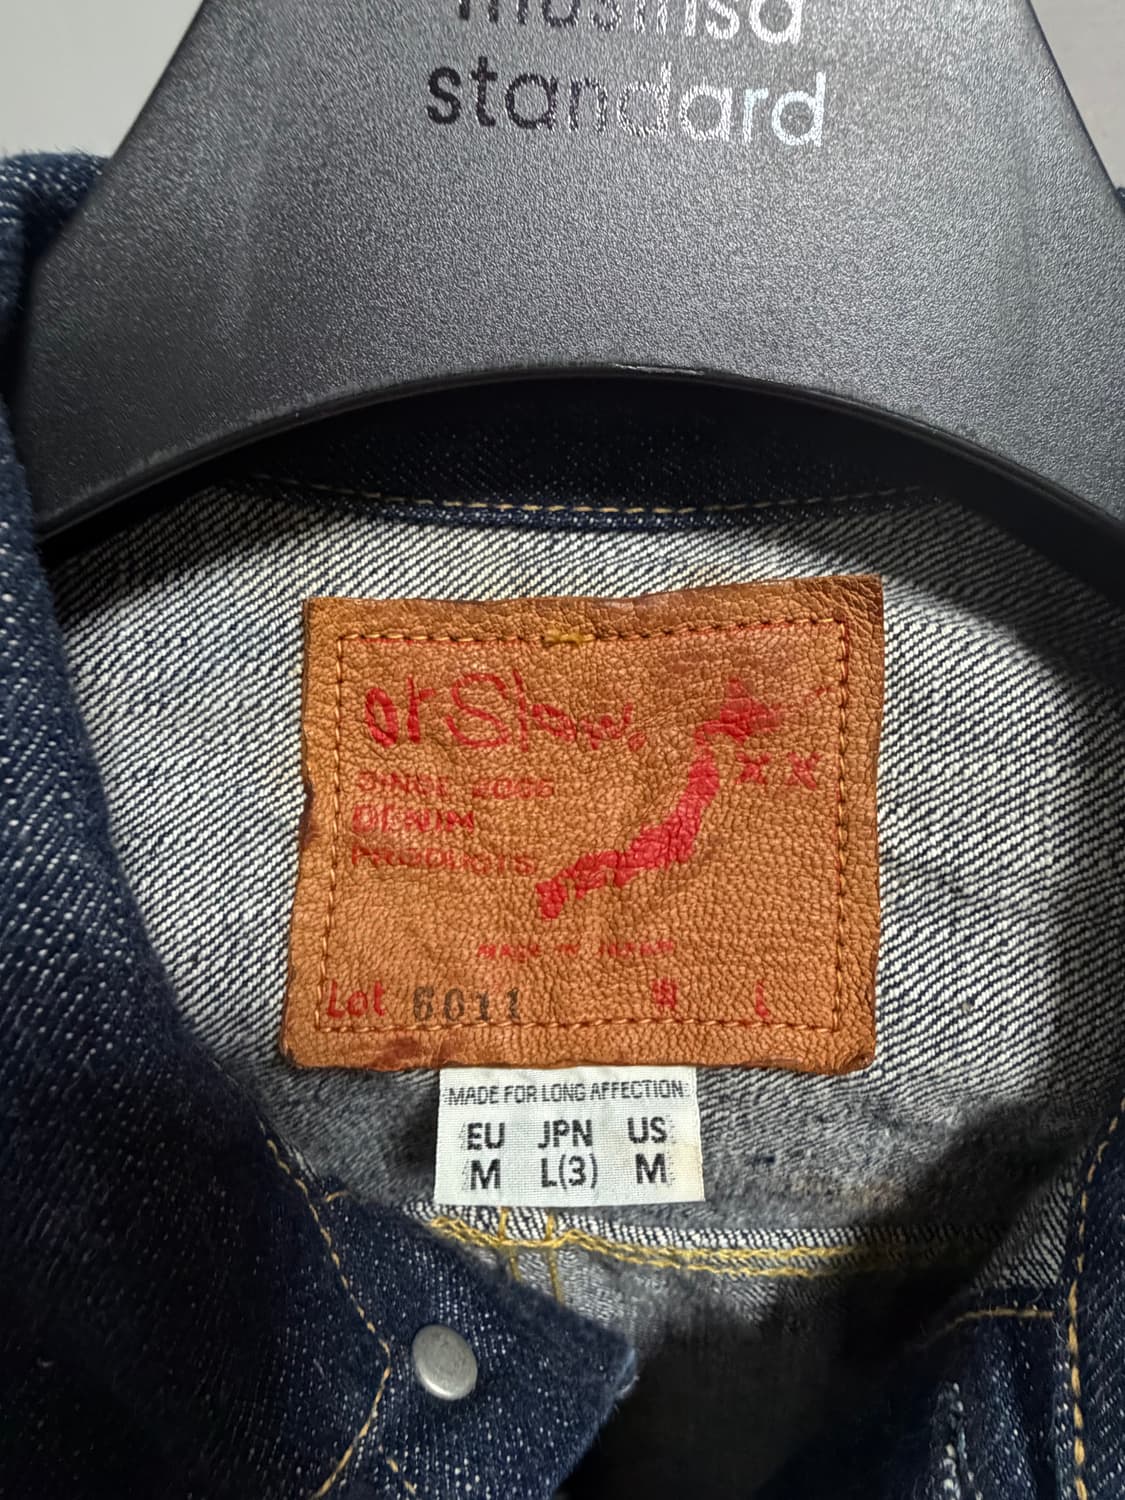 musinsa
standard
orSlow.
SINCE 2005
DENIM
PRODUCTS
XX
MADE IN JAPAN
Lot 6011 W L
MADE FOR LONG AFFECTION
EU JPN US
M L(3) M